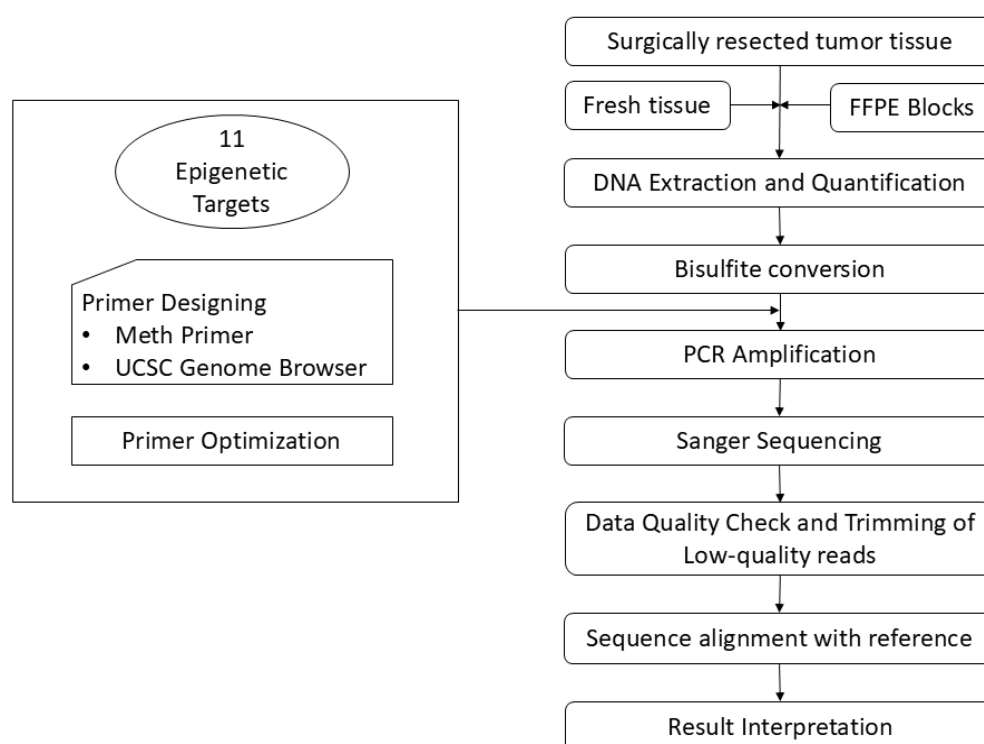 11
Epigenetic
Targets
Primer Designing
• Meth Primer
• UCSC Genome Browser
Primer Optimization
Surgically resected tumor tissue
Fresh tissue
FFPE Blocks
DNA Extraction and Quantification
Bisulfite conversion
PCR Amplification
Sanger Sequencing
Data Quality Check and Trimming of
Low-quality reads
Sequence alignment with reference
Result Interpretation